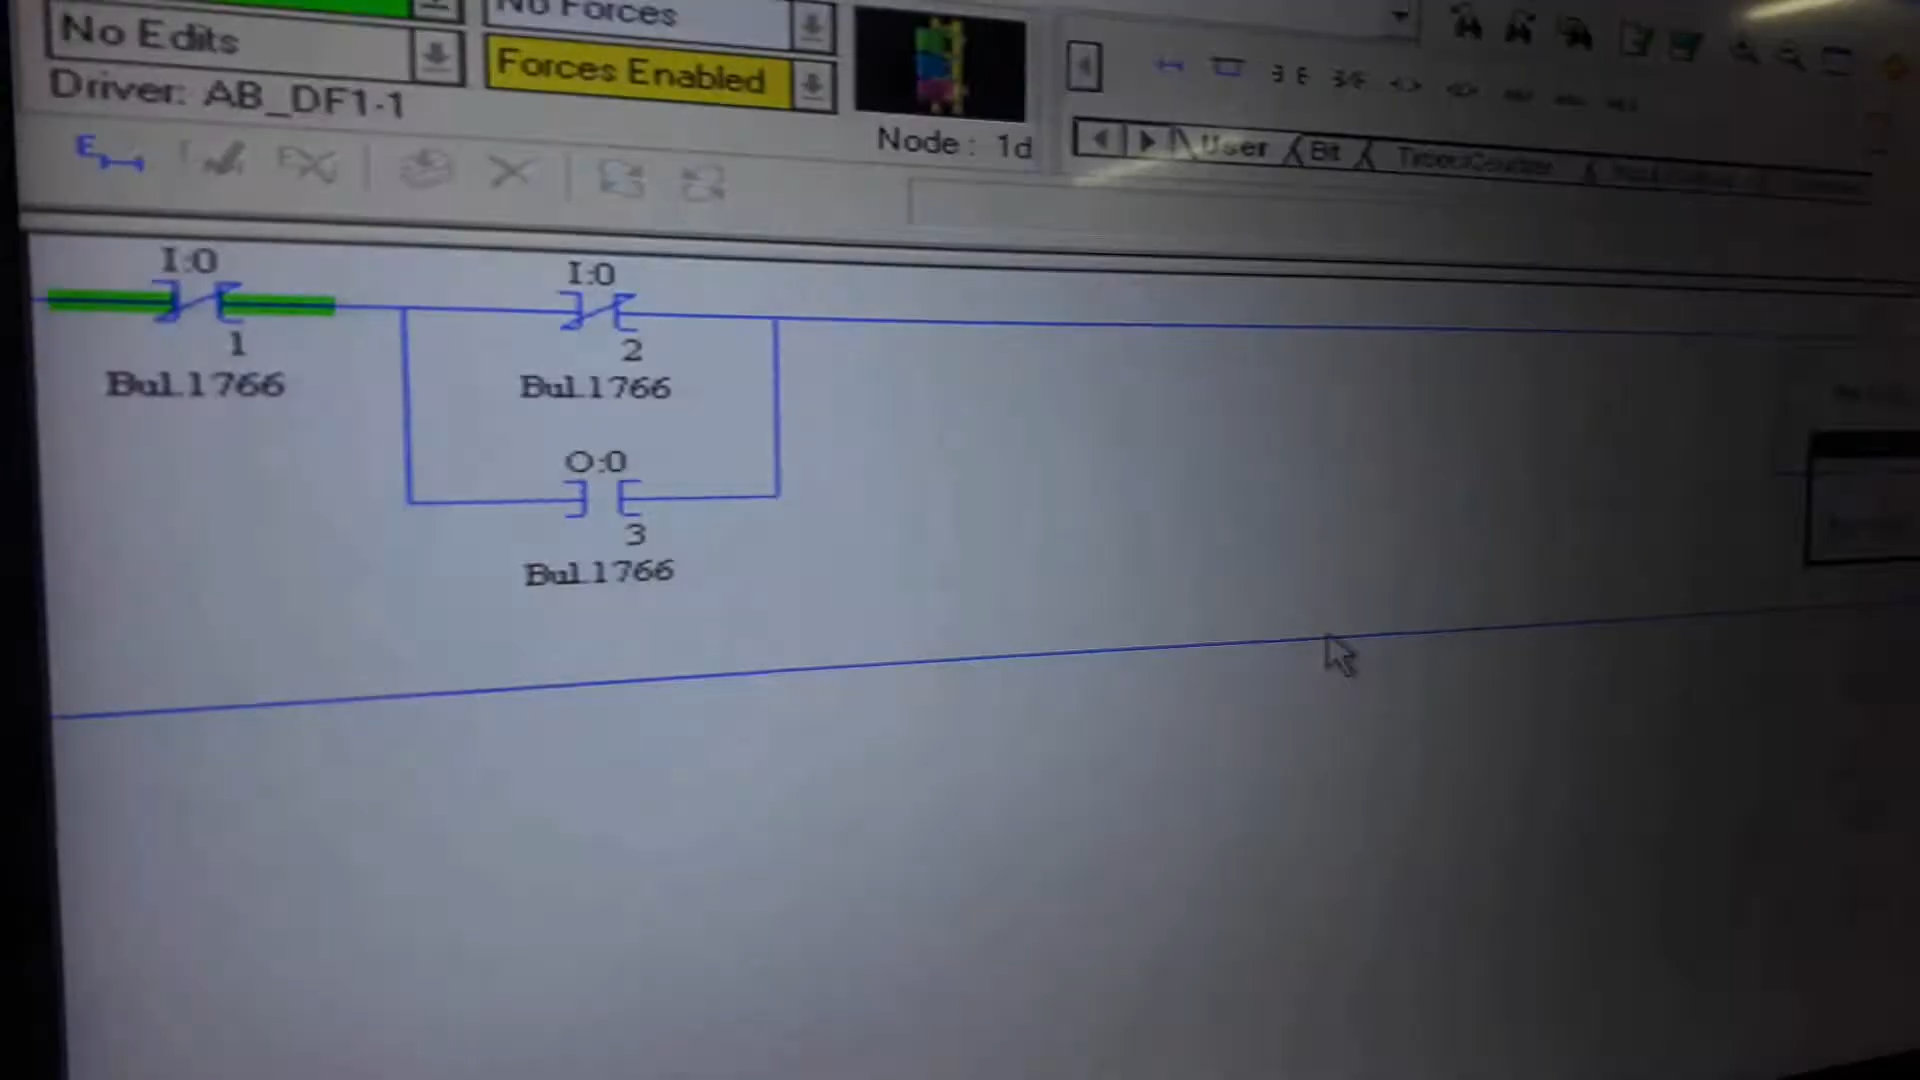 No Forces
No Edits
Forces Enabled
Driver: AB_DF1-1
Node: 1d
User
Bit
I:0
1
Bul.1766
I:0
2
Bul.1766
O:0
3
Bul.1766